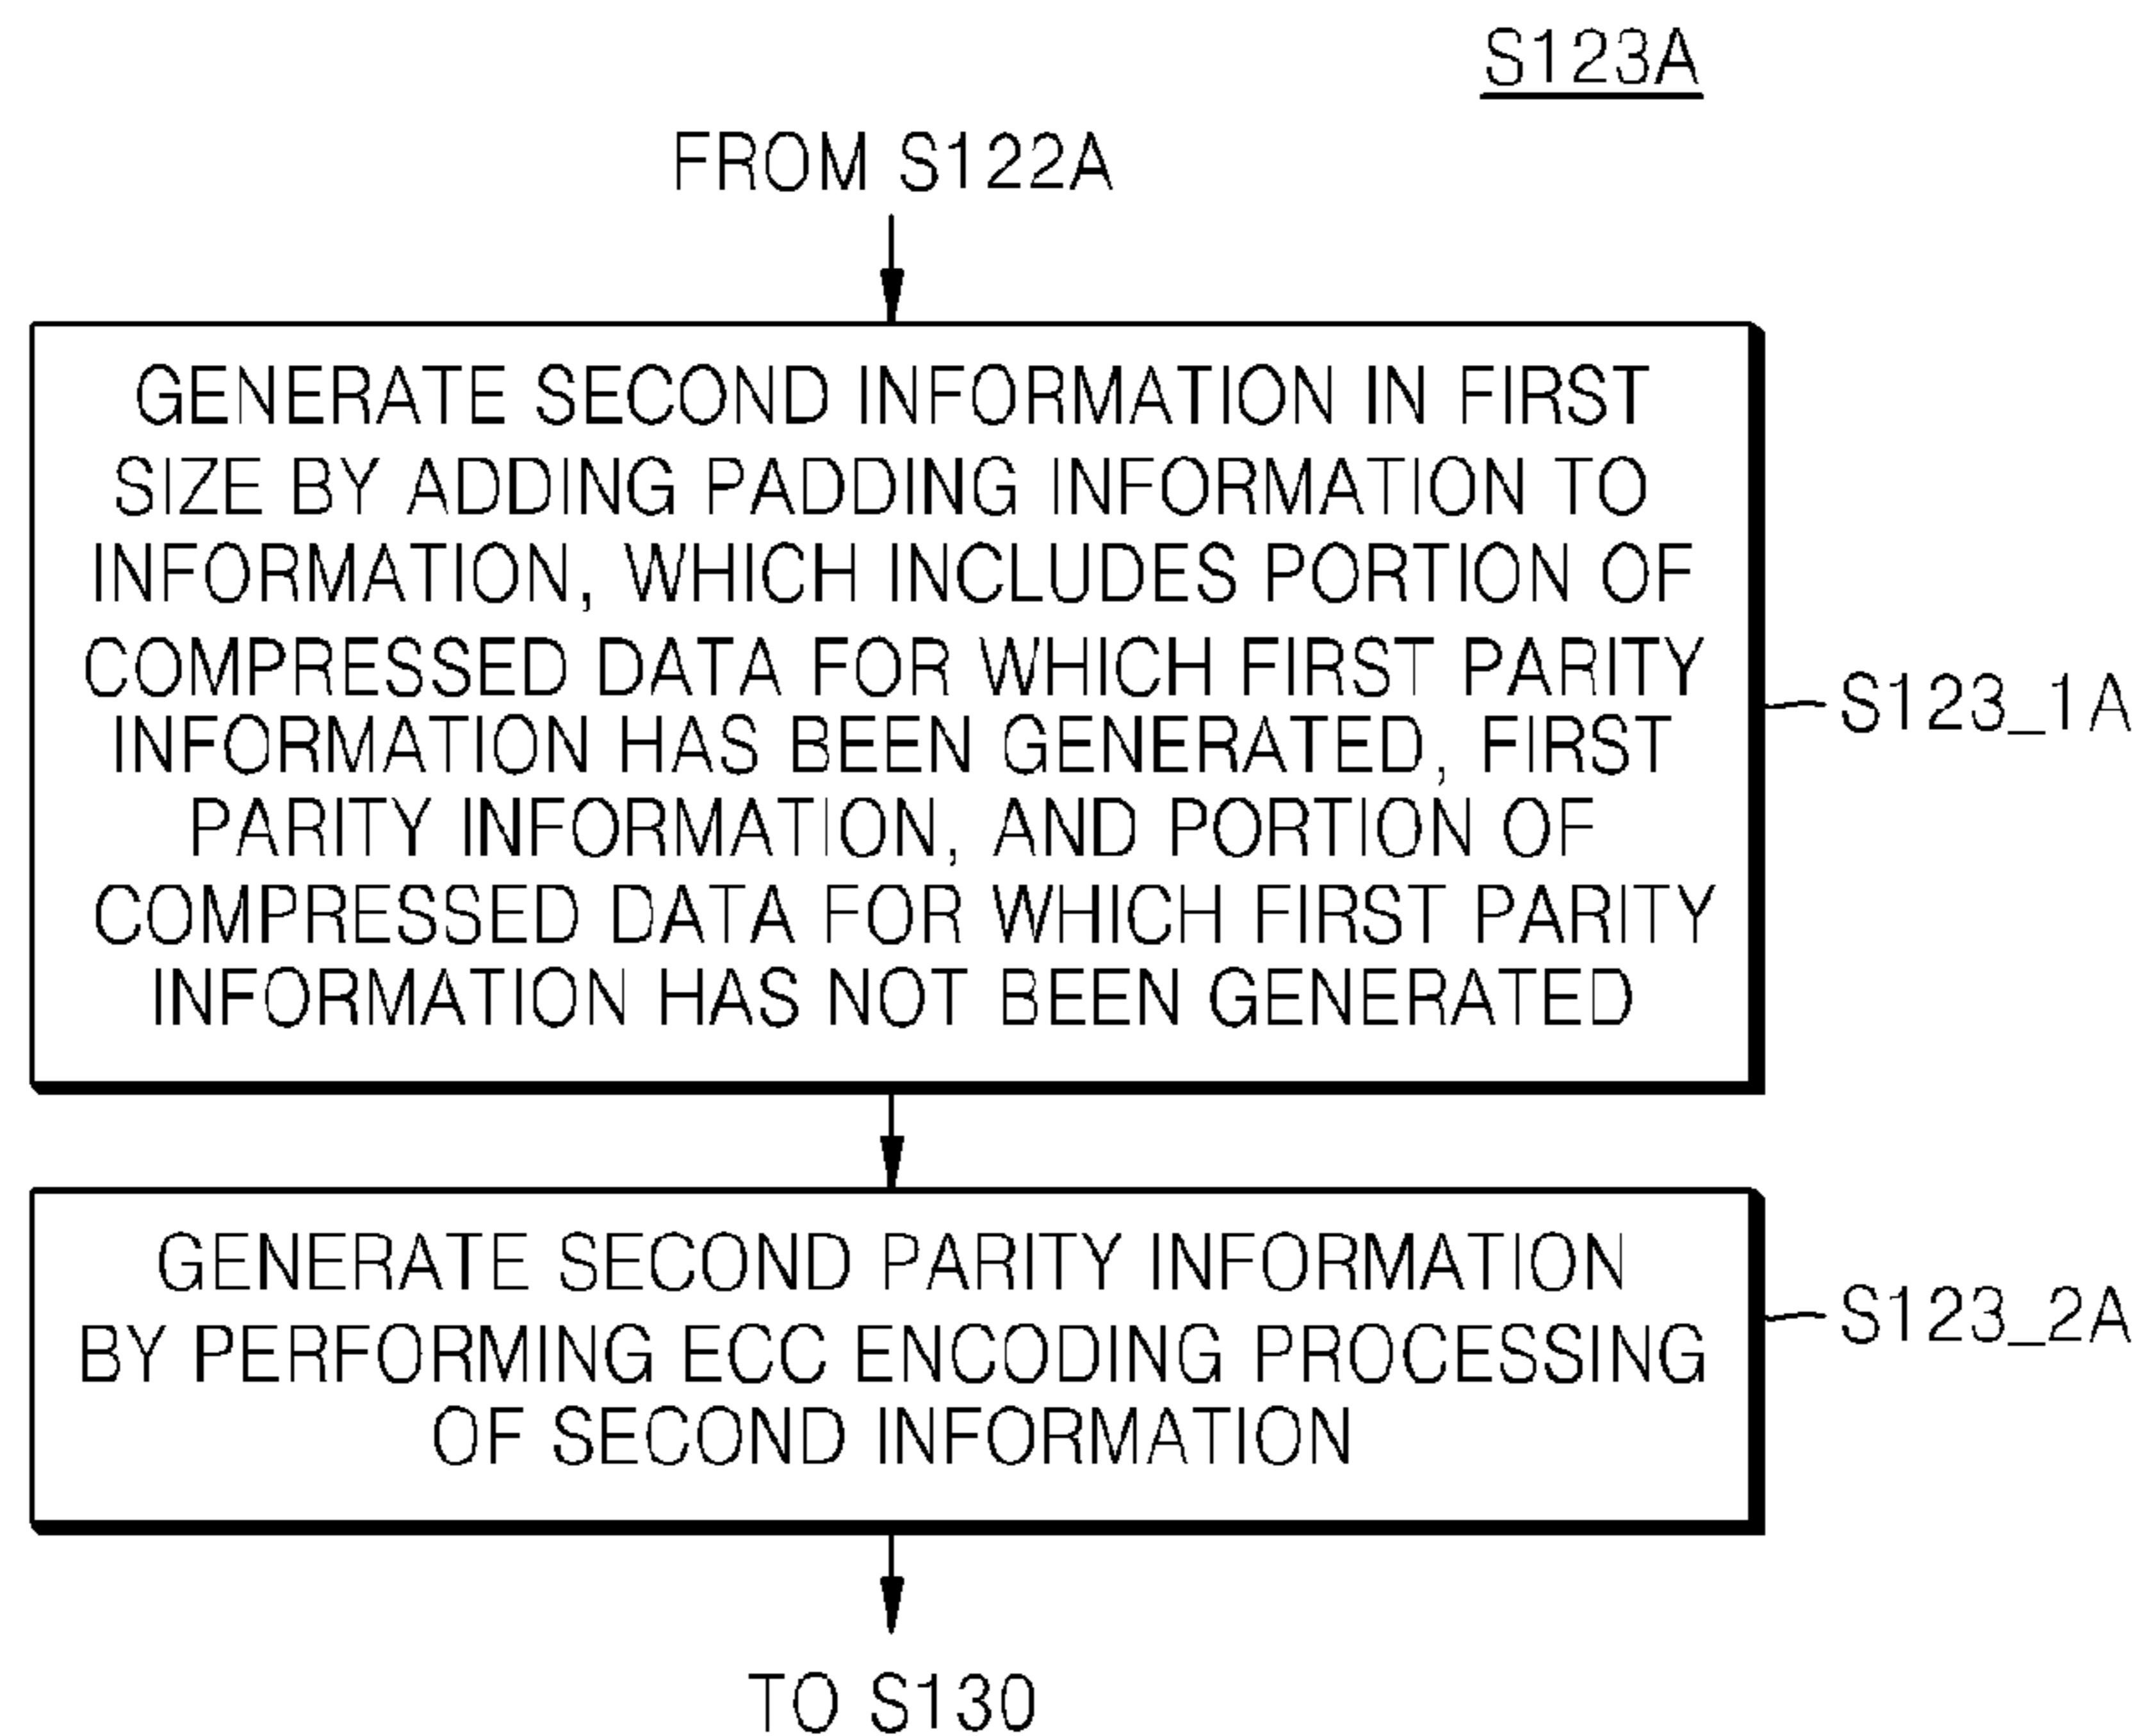 S123A
FROM S122A
GENERATE SECOND INFORMATION IN FIRST
SIZE BY ADDING PADDING INFORMATION TO
INFORMATION, WHICH INCLUDES PORTION OF
COMPRESSED DATA FOR WHICH FIRST PARITY
INFORMATION HAS BEEN GENERATED, FIRST
PARITY INFORMATION, AND PORTION OF
COMPRESSED DATA FOR WHICH FIRST PARITY
INFORMATION HAS NOT BEEN GENERATED
S123_1A
GENERATE SECOND PARITY INFORMATION
BY PERFORMING ECC ENCODING PROCESSING
OF SECOND INFORMATION
S123_2A
TO S130